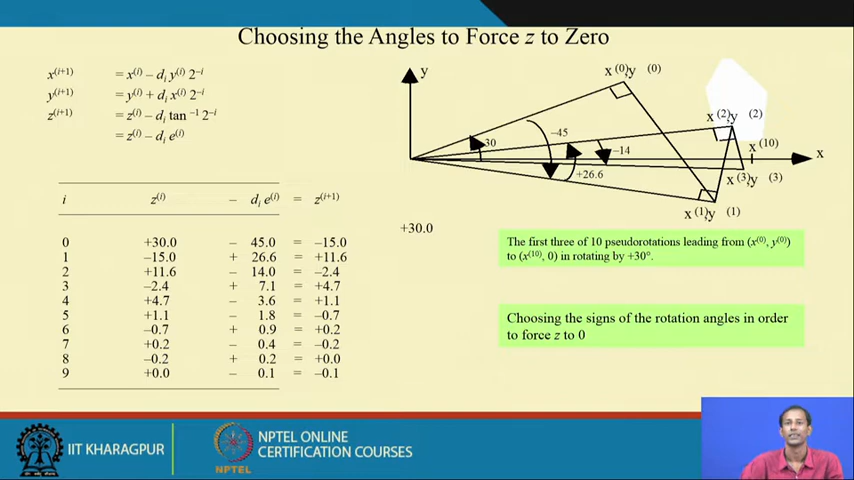 Choosing the Angles to Force z to Zero
x(i+1) = x(i) – di y(i) 2–i
y(i+1) = y(i) + di x(i) 2–i
z(i+1) = z(i) – di tan –1 2–i
= z(i) – di e(i)
i z(i) – di e(i) = z(i+1)
0 +30.0 – 45.0 = –15.0
1 –15.0 + 26.6 = +11.6
2 +11.6 – 14.0 = –2.4
3 –2.4 + 7.1 = +4.7
4 +4.7 – 3.6 = +1.1
5 +1.1 – 1.8 = –0.7
6 –0.7 + 0.9 = +0.2
7 +0.2 – 0.4 = –0.2
8 –0.2 + 0.2 = +0.0
9 +0.0 – 0.1 = –0.1
y
x (0),y (0)
x (2),y (2)
x (10)
x
x (3),y (3)
x (1),y (1)
30
–45
–14
+26.6
+30.0
The first three of 10 pseudorotations leading from (x(0), y(0))
to (x(10), 0) in rotating by +30°.
Choosing the signs of the rotation angles in order
to force z to 0
IIT KHARAGPUR
NPTEL
NPTEL ONLINE
CERTIFICATION COURSES